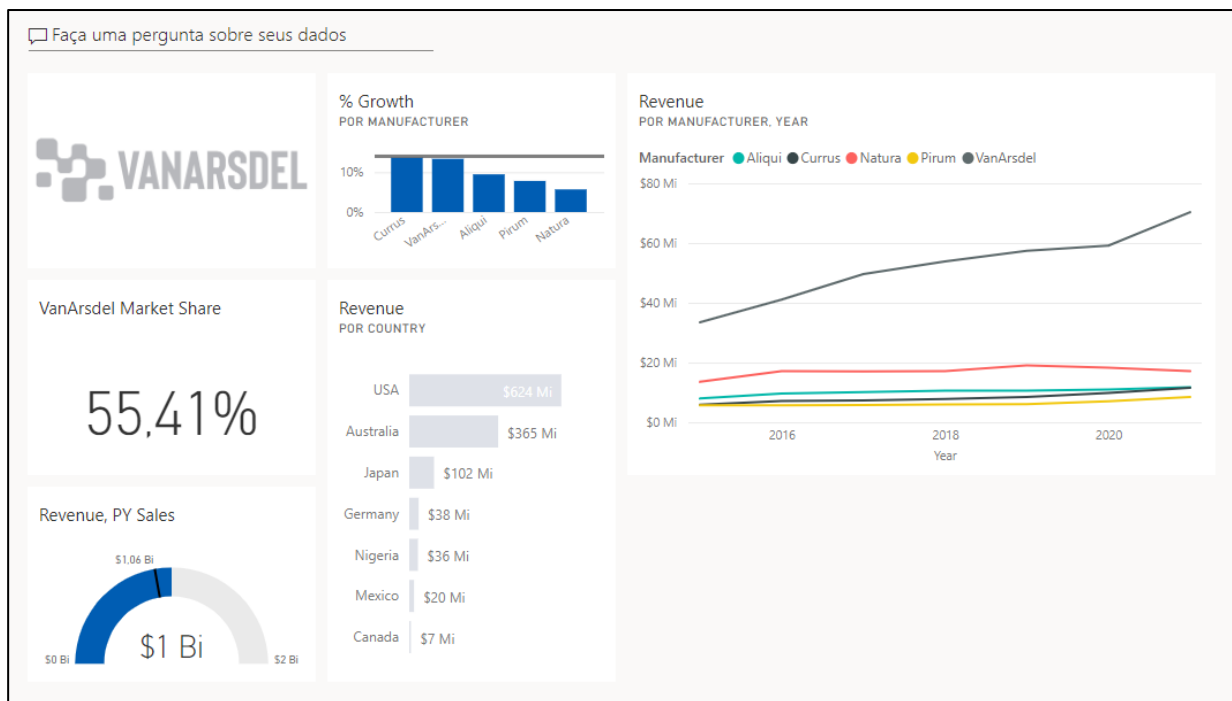 Faça uma pergunta sobre seus dados
VANARSDEL
% Growth
POR MANUFACTURER
10%
0%
Currus
VanArs...
Aliqui
Pirum
Natura
Revenue
POR MANUFACTURER, YEAR
Manufacturer Aliqui Currus Natura Pirum VanArsdel
$80 Mi
$60 Mi
$40 Mi
$20 Mi
$0 Mi
2016 2018 2020
Year
VanArsdel Market Share
55,41%
Revenue
POR COUNTRY
USA $624 Mi
Australia $365 Mi
Japan $102 Mi
Germany $38 Mi
Nigeria $36 Mi
Mexico $20 Mi
Canada $7 Mi
Revenue, PY Sales
$1,06 Bi
$0 Bi $1 Bi $2 Bi